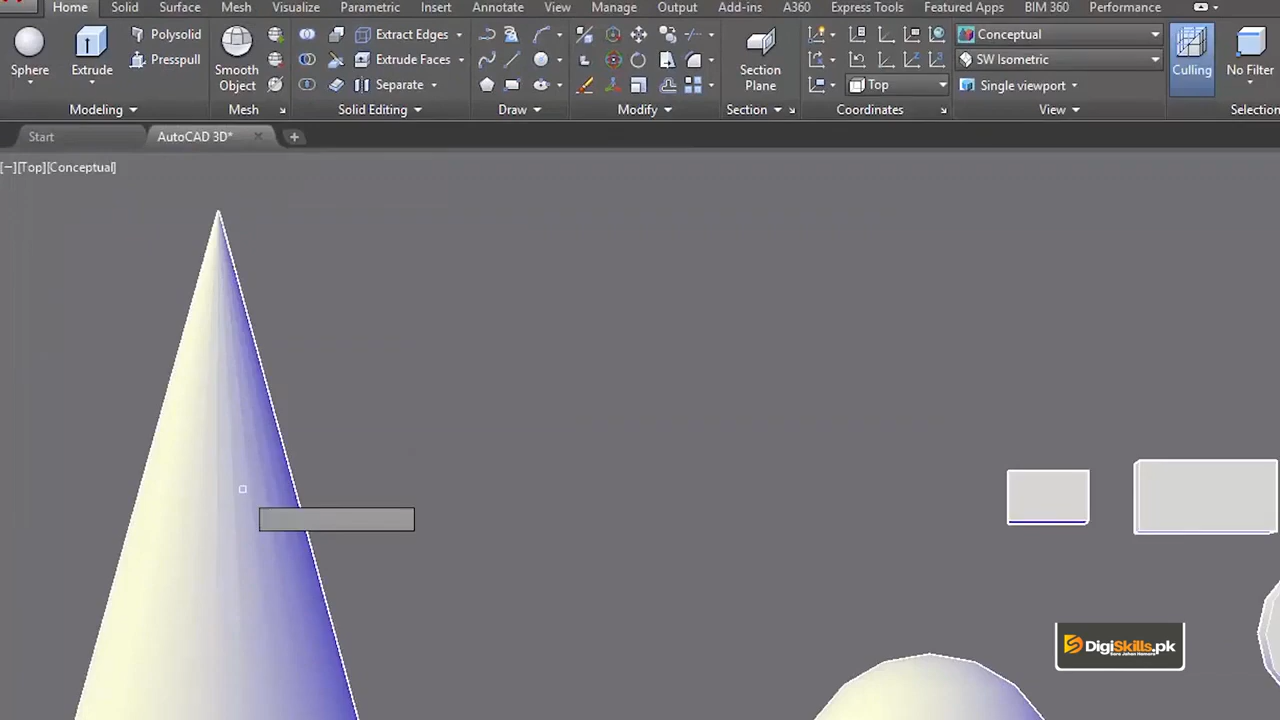 Home Solid Surface Mesh Visualize Parametric Insert Annotate View Manage Output Add-ins A360 Express Tools Featured Apps BIM 360 Performance
Polysolid Extract Edges Conceptual
Presspull Extrude Faces SW Isometric
Sphere Extrude Smooth Object Separate Section Plane Top Single viewport Culling No Filter
Modeling Mesh Solid Editing Draw Modify Section Coordinates View Selection
Start AutoCAD 3D*
[−][Top][Conceptual]
DigiSkills.pk